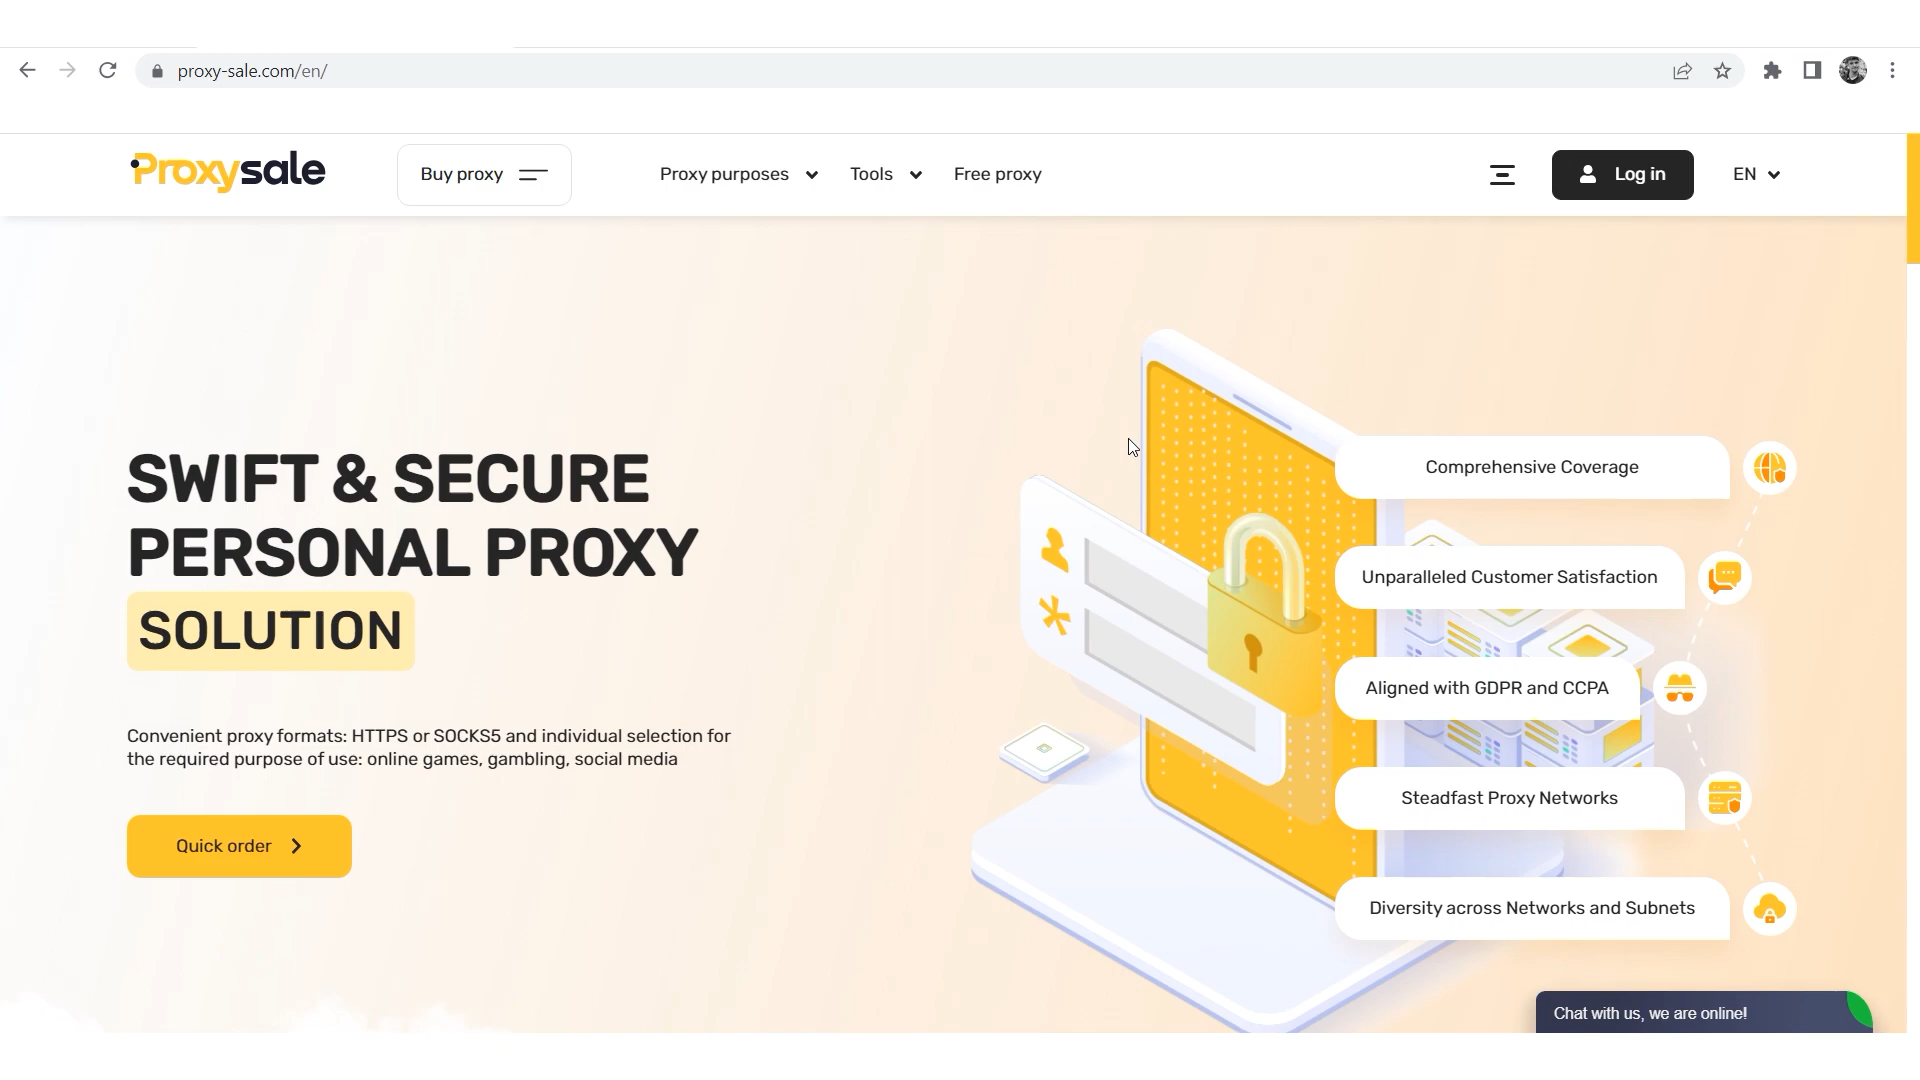 proxy-sale.com/en/
Proxysale
Buy proxy
Proxy purposes
Tools
Free proxy
Log in
EN
SWIFT & SECURE
PERSONAL PROXY
SOLUTION
Convenient proxy formats: HTTPS or SOCKS5 and individual selection for
the required purpose of use: online games, gambling, social media
Quick order
Comprehensive Coverage
Unparalleled Customer Satisfaction
Aligned with GDPR and CCPA
Steadfast Proxy Networks
Diversity across Networks and Subnets
Chat with us, we are online!